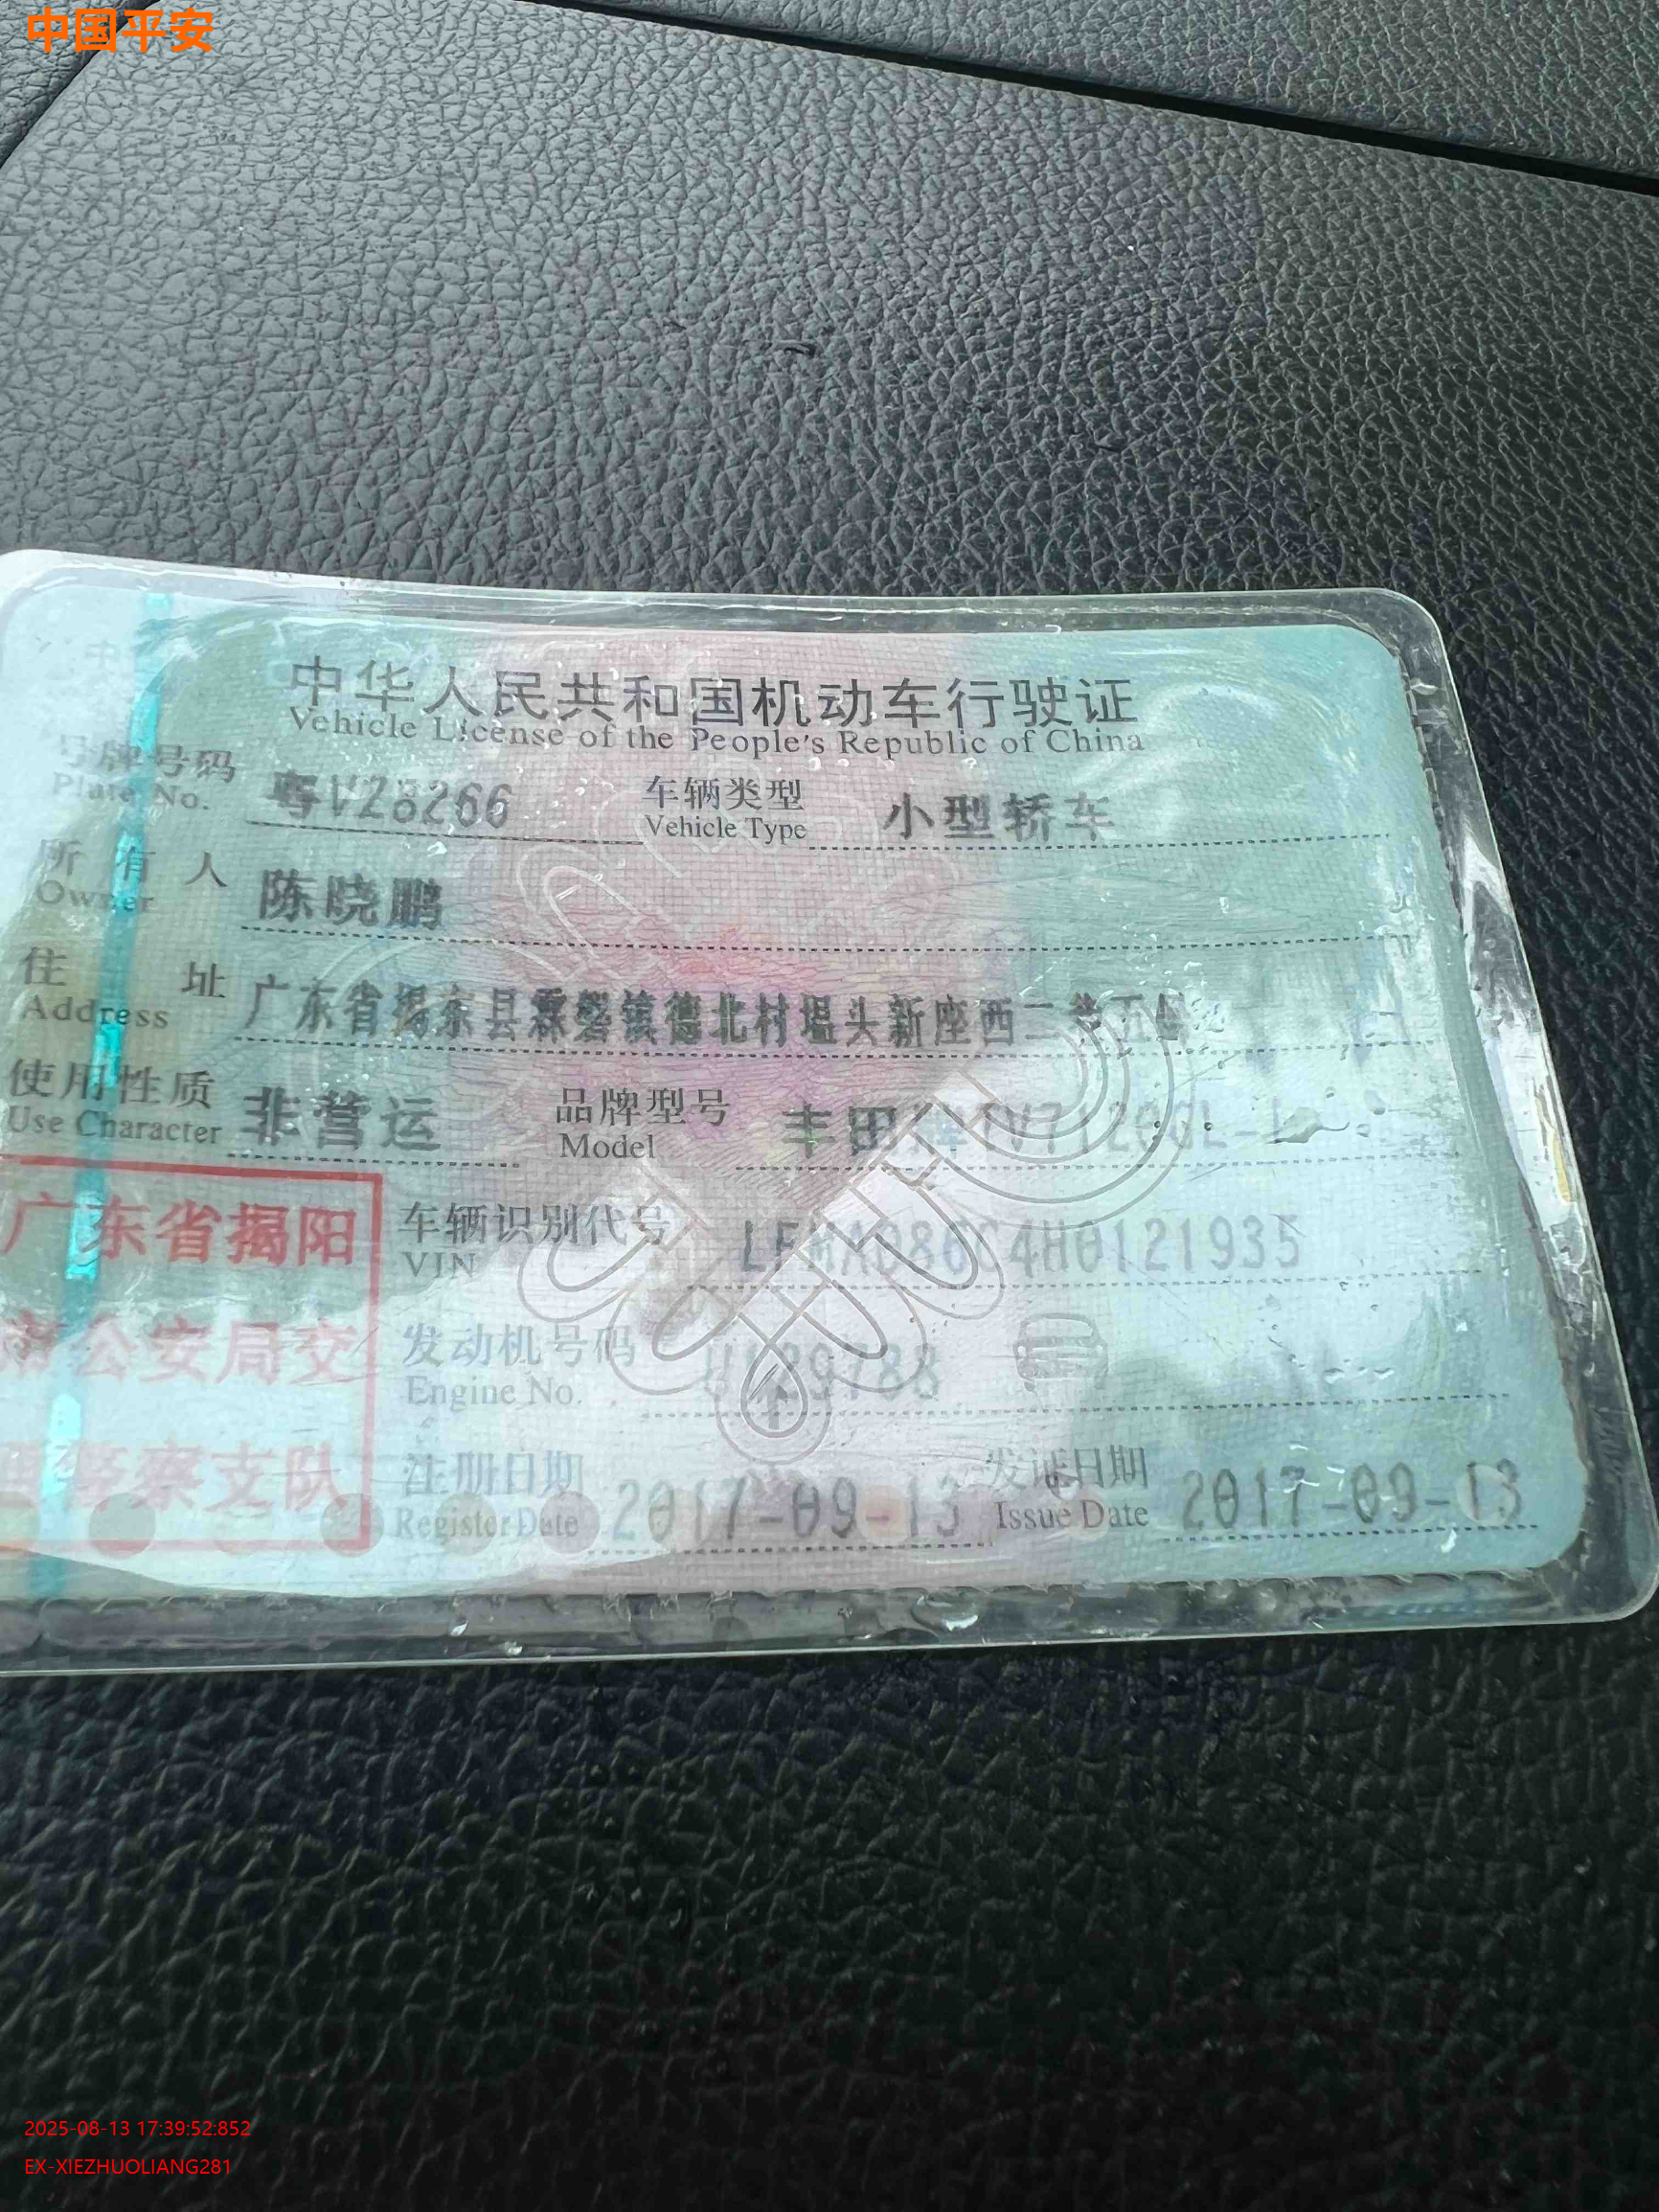 中国平安
中华人民共和国机动车行驶证
Vehicle License of the People's Republic of China
号牌号码 粤V28266 车辆类型 小型轿车
Plate No. Vehicle Type
所有人 陈晓鹏
Owner
住址 广东省揭东县霖磐镇德北村塭头新座西二巷五号
Address
使用性质 非营运 品牌型号 丰田
Use Character Model
广东省揭阳
市公安局交
警察支队
车辆识别代号
VIN
发动机号码
Engine No.
注册日期 2017-09-13 发证日期 2017-09-13
Register Date Issue Date
2025-08-13 17:39:52:852
EX-XIEZHUOLIANG281